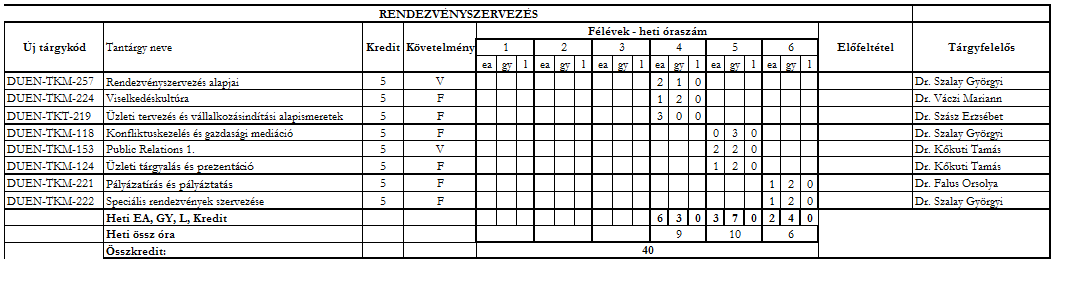 RENDEZVÉNYSZERVEZÉS
Új tárgykód Tantárgy neve Kredit Követelmény Félévek - heti óraszám Előfeltétel Tárgyfelelős
1 2 3 4 5 6
ea gy l ea gy l ea gy l ea gy l ea gy l ea gy l
DUEN-TKM-257 Rendezvényszervezés alapjai 5 V 2 1 0 Dr. Szalay Györgyi
DUEN-TKM-224 Viselkedéskultúra 5 F 1 2 0 Dr. Váczi Mariann
DUEN-TKT-219 Üzleti tervezés és vállalkozásindítási alapismeretek 5 F 3 0 0 Dr. Szász Erzsébet
DUEN-TKM-118 Konfliktuskezelés és gazdasági mediáció 5 F 0 3 0 Dr. Szalay Györgyi
DUEN-TKM-153 Public Relations 1. 5 V 2 2 0 Dr. Kőkuti Tamás
DUEN-TKM-124 Üzleti tárgyalás és prezentáció 5 F 1 2 0 Dr. Kőkuti Tamás
DUEN-TKM-221 Pályázatírás és pályáztatás 5 F 1 2 0 Dr. Falus Orsolya
DUEN-TKM-222 Speciális rendezvények szervezése 5 F 1 2 0 Dr. Szalay Györgyi
Heti EA, GY, L, Kredit 6 3 0 3 7 0 2 4 0
Heti össz óra 9 10 6
Összkredit: 40